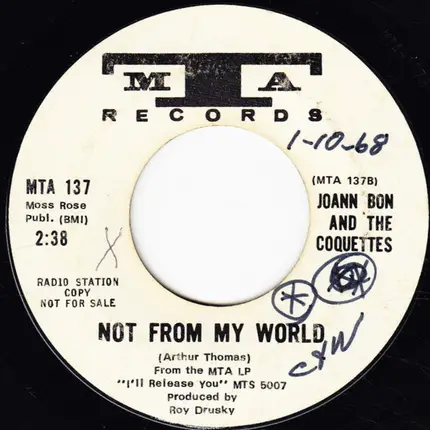 MTA
RECORDS
1-10-68
MTA 137
Moss Rose
Publ. (BMI)
2:38
(MTA 137B)
JOANN BON
AND THE
COQUETTES
X
RADIO STATION
COPY
NOT FOR SALE
NOT FROM MY WORLD
C+W
(Arthur Thomas)
From the MTA LP
"I'll Release You" MTS 5007
produced by
Roy Drusky